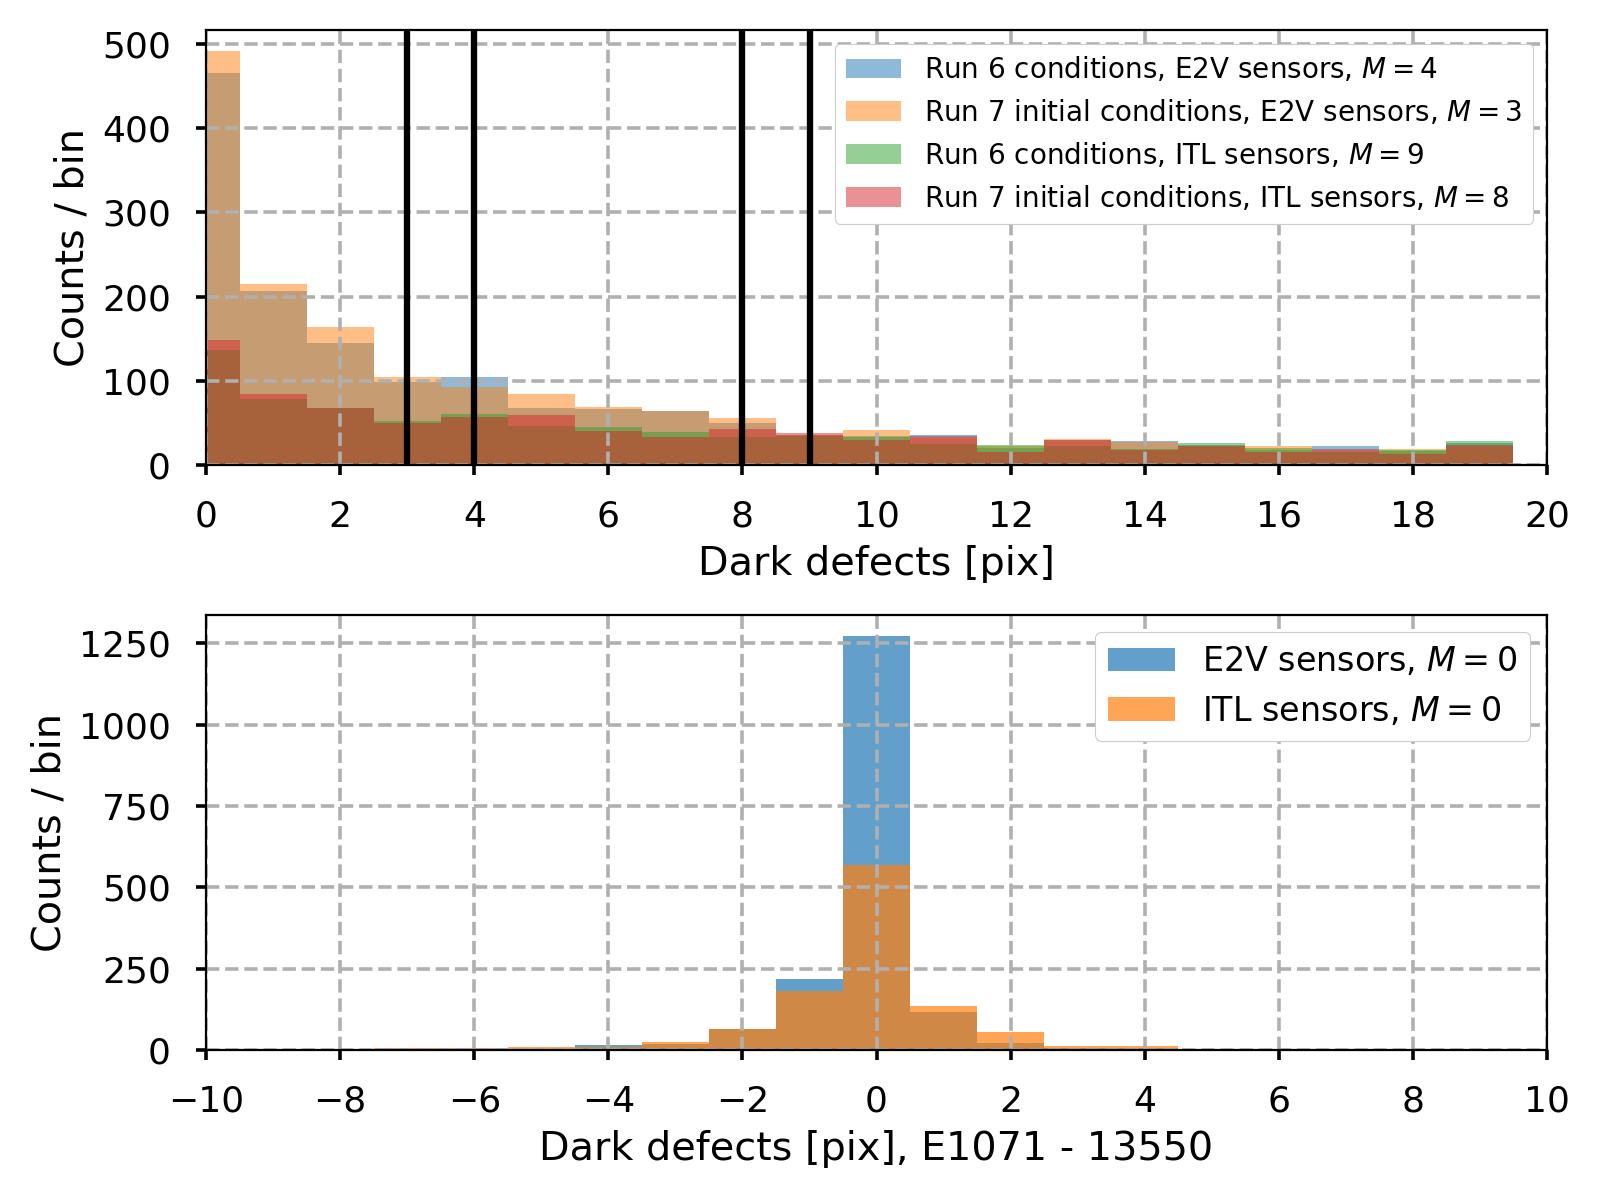 500
400
300
200
100
0
Counts / bin
Run 6 conditions, E2V sensors, M = 4
Run 7 initial conditions, E2V sensors, M = 3
Run 6 conditions, ITL sensors, M = 9
Run 7 initial conditions, ITL sensors, M = 8
0 2 4 6 8 10 12 14 16 18 20
Dark defects [pix]
1250
1000
750
500
250
0
Counts / bin
E2V sensors, M = 0
ITL sensors, M = 0
−10 −8 −6 −4 −2 0 2 4 6 8 10
Dark defects [pix], E1071 - 13550